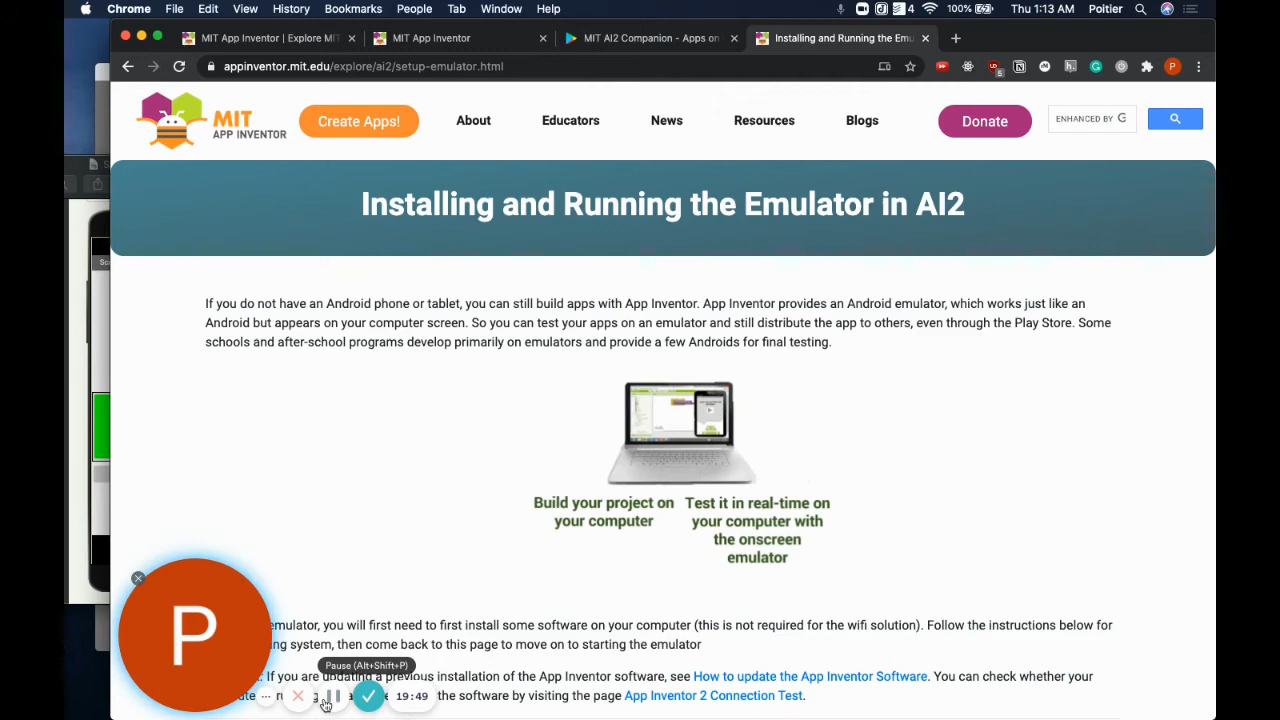 Chrome File Edit View History Bookmarks People Tab Window Help 4 100% Thu 1:13 AM Poitier
MIT App Inventor | Explore MIT MIT App Inventor MIT AI2 Companion - Apps on Installing and Running the Emu
appinventor.mit.edu/explore/ai2/setup-emulator.html
MIT
APP INVENTOR
Create Apps! About Educators News Resources Blogs Donate ENHANCED BY G
Installing and Running the Emulator in AI2
If you do not have an Android phone or tablet, you can still build apps with App Inventor. App Inventor provides an Android emulator, which works just like an
Android but appears on your computer screen. So you can test your apps on an emulator and still distribute the app to others, even through the Play Store. Some
schools and after-school programs develop primarily on emulators and provide a few Androids for final testing.
Build your project on
your computer
Test it in real-time on
your computer with
the onscreen
emulator
emulator, you will first need to first install some software on your computer (this is not required for the wifi solution). Follow the instructions below for
ing system, then come back to this page to move on to starting the emulator
If you are updating a previous installation of the App Inventor software, see How to update the App Inventor Software. You can check whether your
the software by visiting the page App Inventor 2 Connection Test.
P
Pause (Alt+Shift+P)
19:49